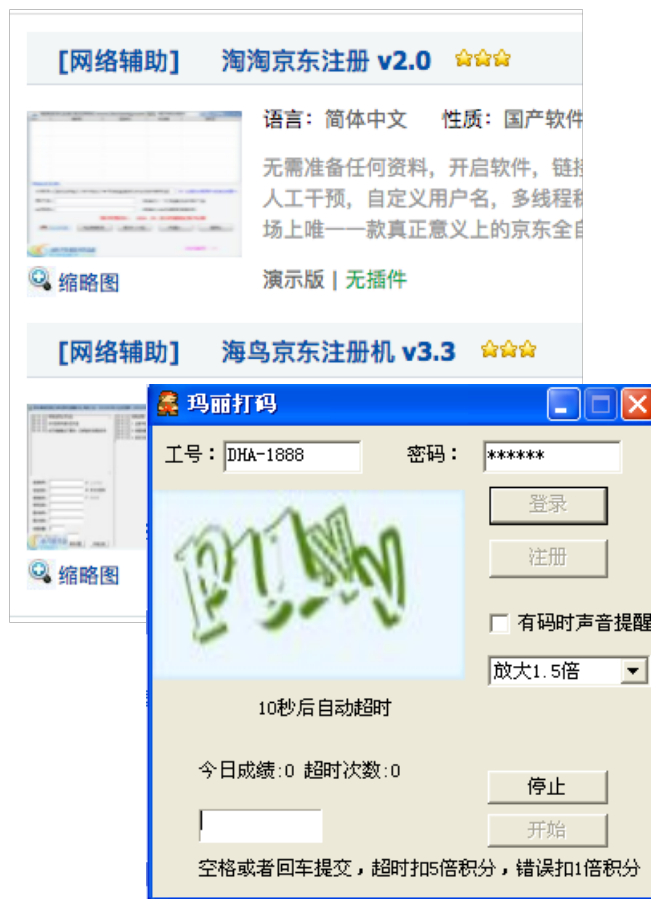 [网络辅助] 淘淘京东注册 v2.0
语言：简体中文 性质：国产软件
无需准备任何资料，开启软件，链接
人工干预，自定义用户名，多线程
场上唯一一款真正意义上的京东全自
缩略图
演示版 | 无插件
[网络辅助] 海鸟京东注册机 v3.3
缩略图
玛丽打码
工号：DHA-1888 密码：******
登录
注册
有码时声音提醒
放大1.5倍
10秒后自动超时
今日成绩:0 超时次数:0
停止
开始
空格或者回车提交，超时扣5倍积分，错误扣1倍积分